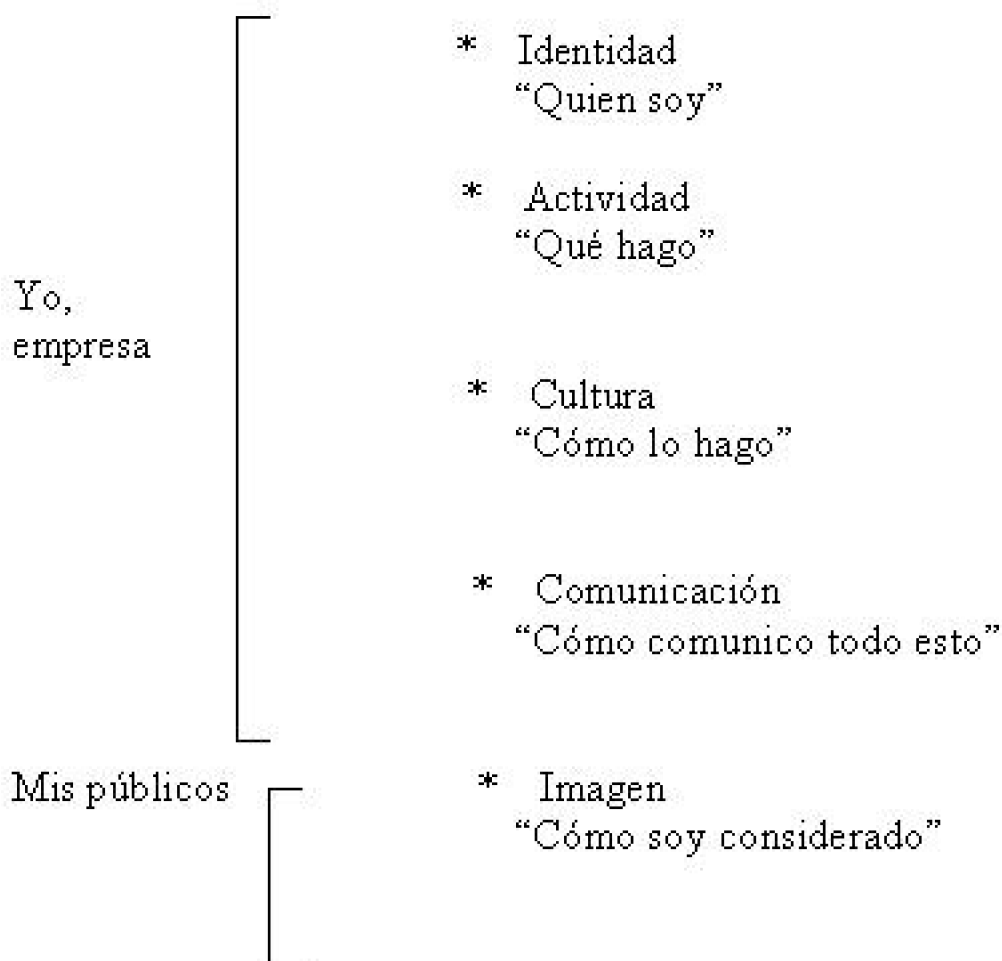 * Identidad
“Quien soy”
* Actividad
“Qué hago”
Yo,
empresa
* Cultura
“Cómo lo hago”
* Comunicación
“Cómo comunico todo esto”
Mis públicos
* Imagen
“Cómo soy considerado”